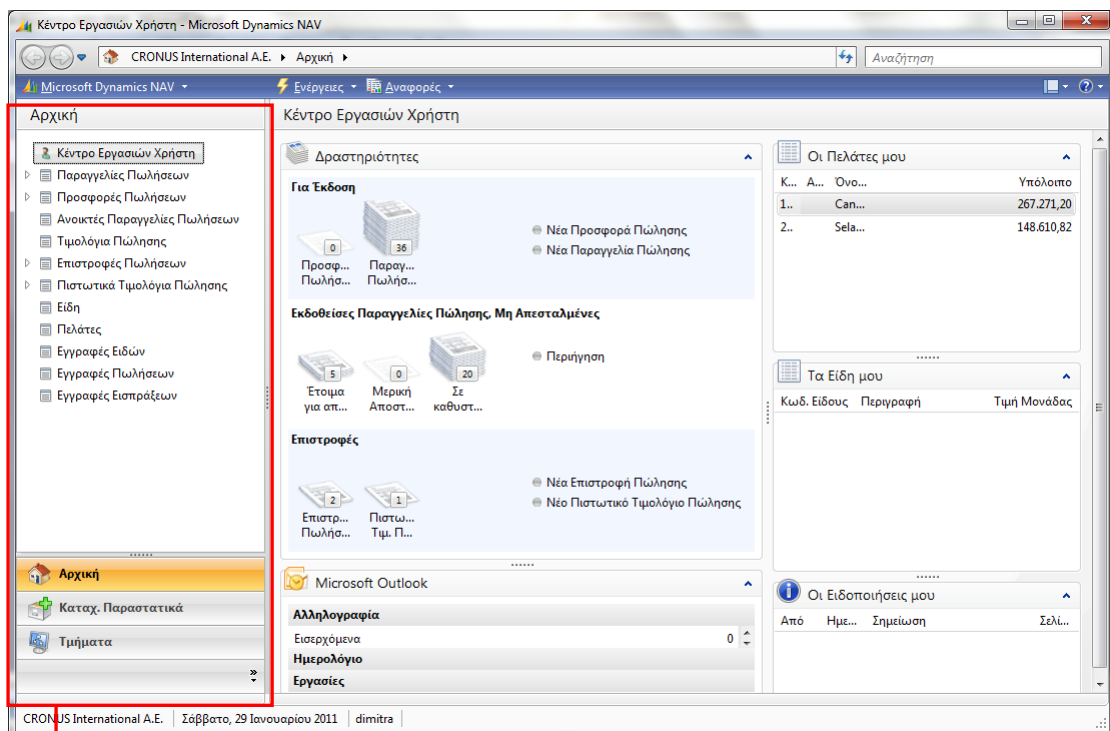 Κέντρο Εργασιών Χρήστη - Microsoft Dynamics NAV
CRONUS International A.E. Αρχική
Αναζήτηση
Microsoft Dynamics NAV
Ενέργειες Αναφορές
Αρχική
Κέντρο Εργασιών Χρήστη
Παραγγελίες Πωλήσεων
Προσφορές Πωλήσεων
Ανοικτές Παραγγελίες Πωλήσεων
Τιμολόγια Πώλησης
Επιστροφές Πωλήσεων
Πιστωτικά Τιμολόγια Πώλησης
Είδη
Πελάτες
Εγγραφές Ειδών
Εγγραφές Πωλήσεων
Εγγραφές Εισπράξεων
Αρχική
Καταχ. Παραστατικά
Τμήματα
Κέντρο Εργασιών Χρήστη
Δραστηριότητες
Για Έκδοση
0 36
Προσφ... Παραγ...
Πωλήσ... Πωλήσ...
Νέα Προσφορά Πώλησης
Νέα Παραγγελία Πώλησης
Εκδοθείσες Παραγγελίες Πώλησης, Μη Απεσταλμένες
5 0 20
Έτοιμα Μερική Σε
για απ... Αποστ... καθυστ...
Περιήγηση
Επιστροφές
2 1
Επιστρ... Πιστω...
Πωλήσ... Τιμ. Π...
Νέα Επιστροφή Πώλησης
Νέο Πιστωτικό Τιμολόγιο Πώλησης
Microsoft Outlook
Αλληλογραφία
Εισερχόμενα 0
Ημερολόγιο
Εργασίες
Οι Πελάτες μου
Κ... Α... Όνο... Υπόλοιπο
1.. Can... 267.271,20
2.. Sela... 148.610,82
Τα Είδη μου
Κωδ. Είδους Περιγραφή Τιμή Μονάδας
Οι Ειδοποιήσεις μου
Από Ημε... Σημείωση Σελί...
CRONUS International A.E. Σάββατο, 29 Ιανουαρίου 2011 dimitra